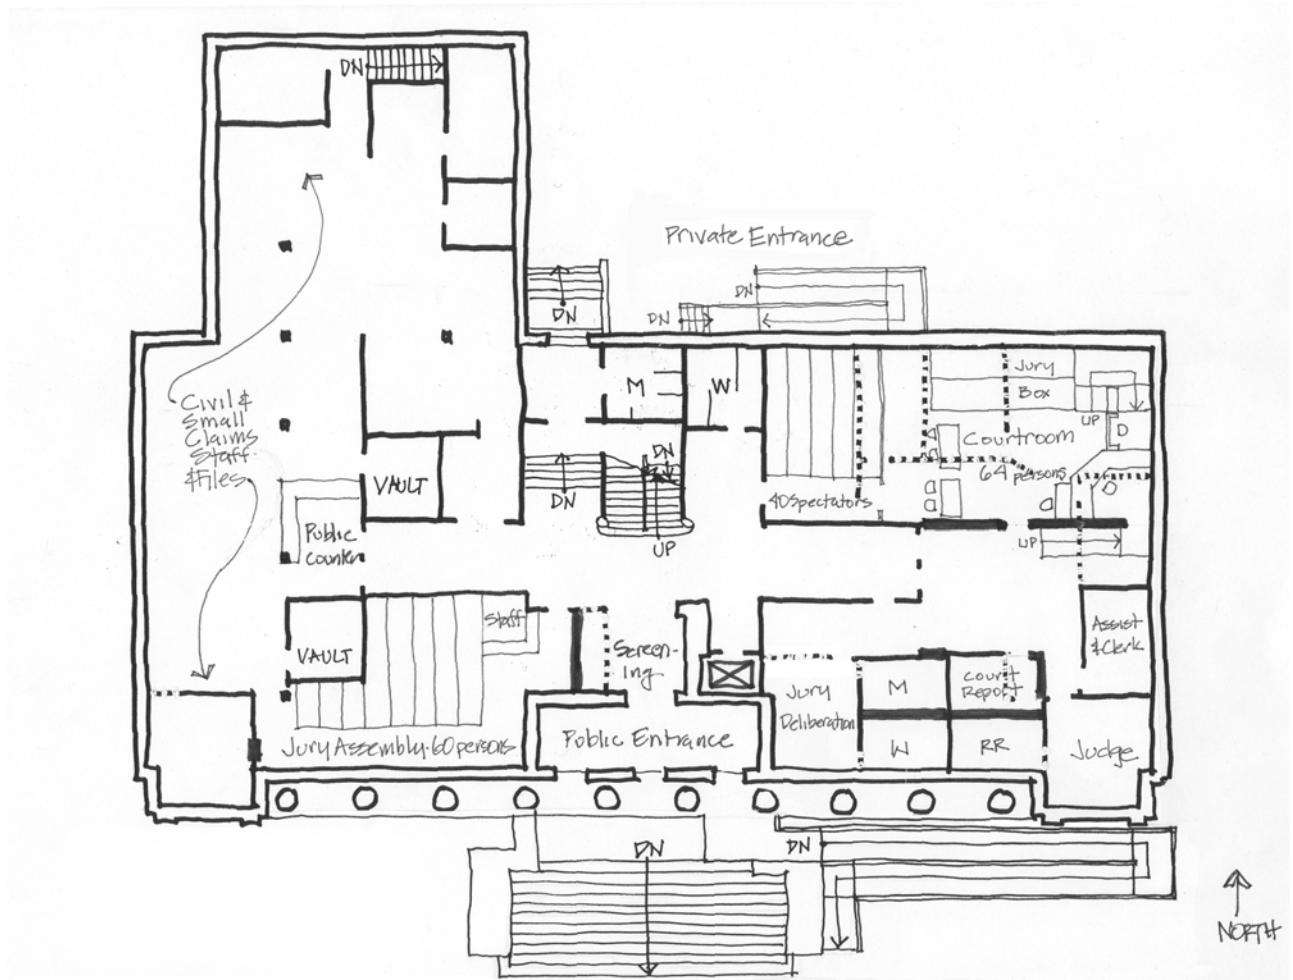 DN
Private Entrance
DN
DN
DN
M
W
Jury
Box
UP
D
Courtroom
64 persons
40 Spectators
Civil &
Small
Claims
Staff
& Files
VAULT
DN
DN
UP
Public
Counter
UP
Staff
VAULT
Screen-
ing
Assist
& Clerk
Jury
Deliberation
M
Court
Report
W
RR
Judge
Jury Assembly·60 persons
Public Entrance
DN
DN
NORTH